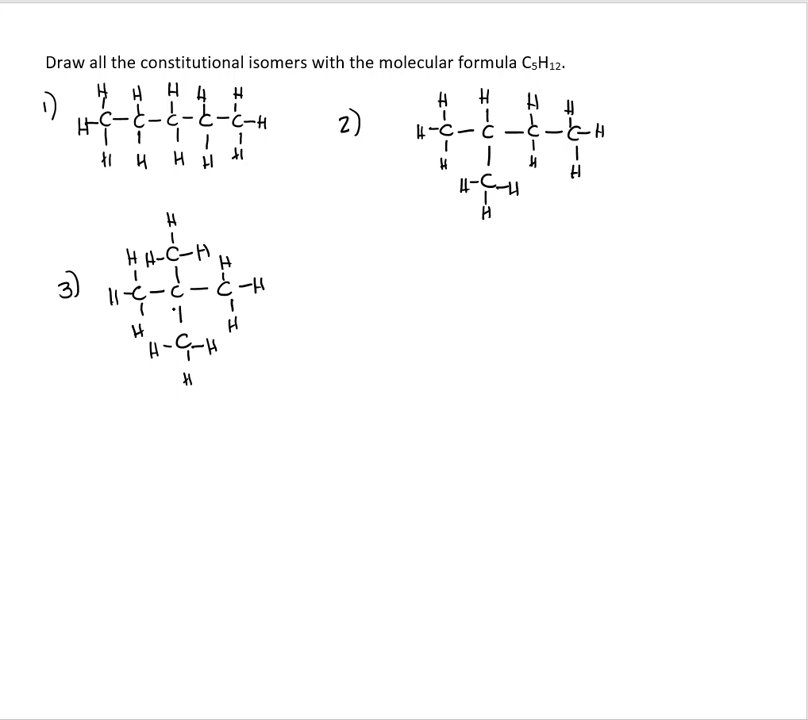 Draw all the constitutional isomers with the molecular formula C₅H₁₂.
1)
H H H H H
H-C-C-C-C-C-H
H H H H H
2)
H H H H
H-C-C-C-C-H
H H H
H-C-H
H
3)
H
H H-C-H H
H-C-C-C-H
H H
H-C-H
H